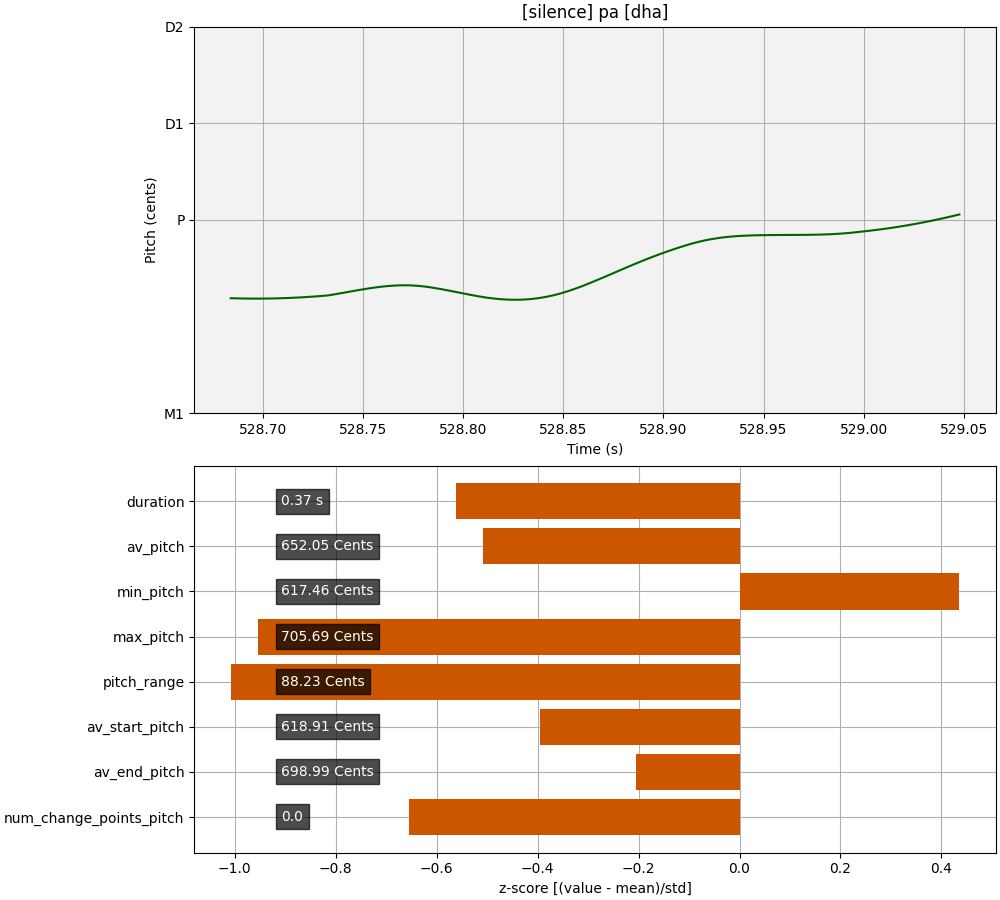 [silence] pa [dha]
D2
D1
P
M1
Pitch (cents)
528.70 528.75 528.80 528.85 528.90 528.95 529.00 529.05
Time (s)
duration 0.37 s
av_pitch 652.05 Cents
min_pitch 617.46 Cents
max_pitch 705.69 Cents
pitch_range 88.23 Cents
av_start_pitch 618.91 Cents
av_end_pitch 698.99 Cents
num_change_points_pitch 0.0
−1.0 −0.8 −0.6 −0.4 −0.2 0.0 0.2 0.4
z-score [(value - mean)/std]